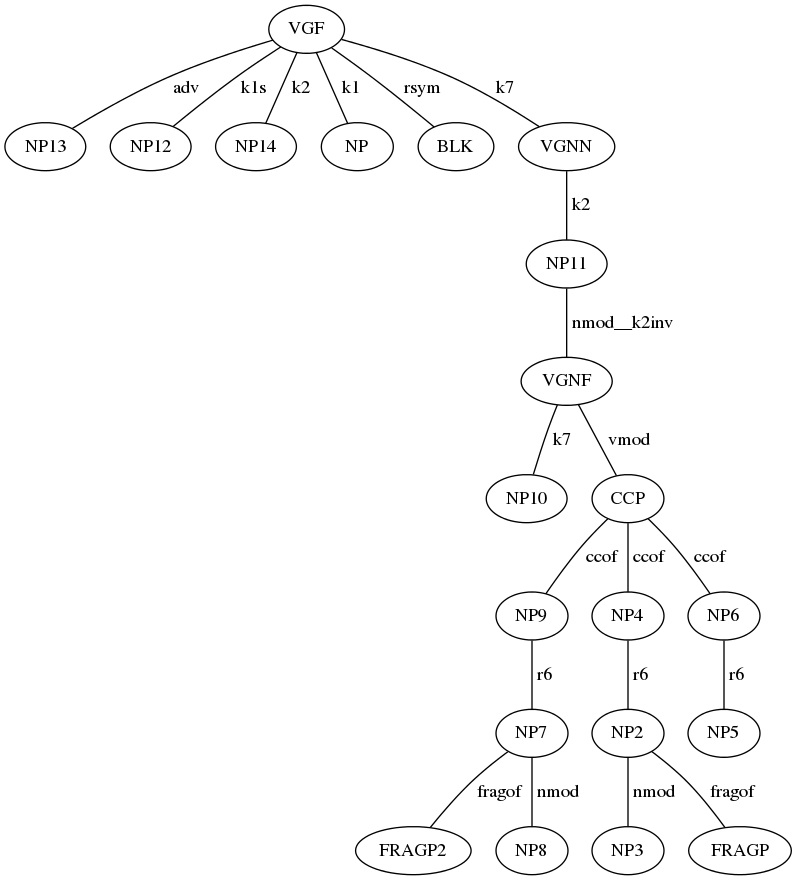 VGF
adv k1s k2 k1 rsym k7
NP13 NP12 NP14 NP BLK VGNN
k2
NP11
nmod__k2inv
VGNF
k7 vmod
NP10 CCP
ccof ccof ccof
NP9 NP4 NP6
r6 r6 r6
NP7 NP2 NP5
fragof nmod nmod fragof
FRAGP2 NP8 NP3 FRAGP